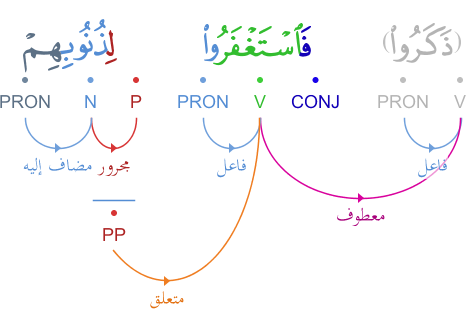 (ذَكَرُوا۟) فَٱسْتَغْفَرُوا۟ لِذُنُوبِهِمْ
V PRON CONJ V PRON P N PRON
فاعل فاعل مجرور مضاف إليه
معطوف
PP
متعلق